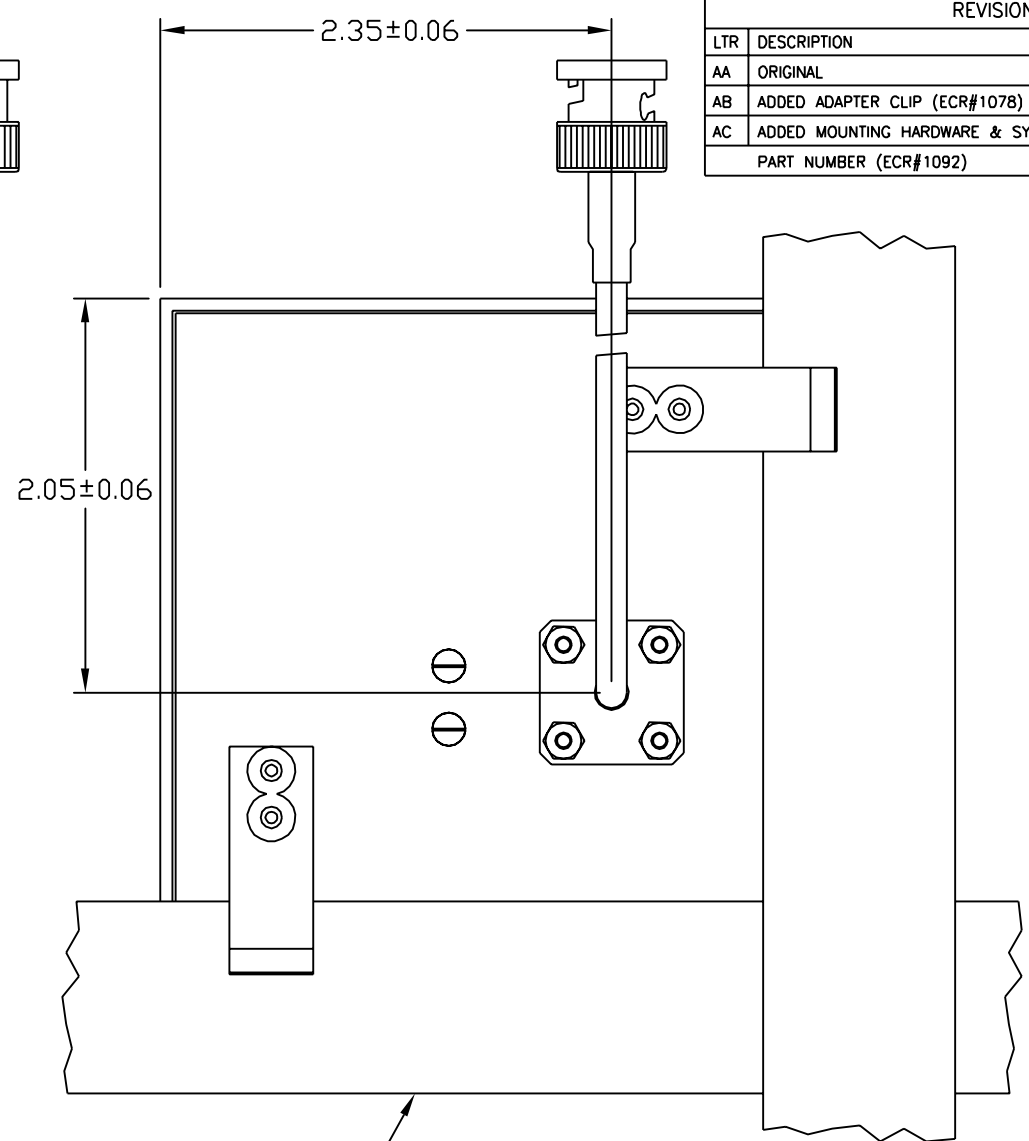 REVISION
LTR DESCRIPTION
AA ORIGINAL
AB ADDED ADAPTER CLIP (ECR#1078)
AC ADDED MOUNTING HARDWARE & SY
PART NUMBER (ECR#1092)
2.35±0.06
2.05±0.06